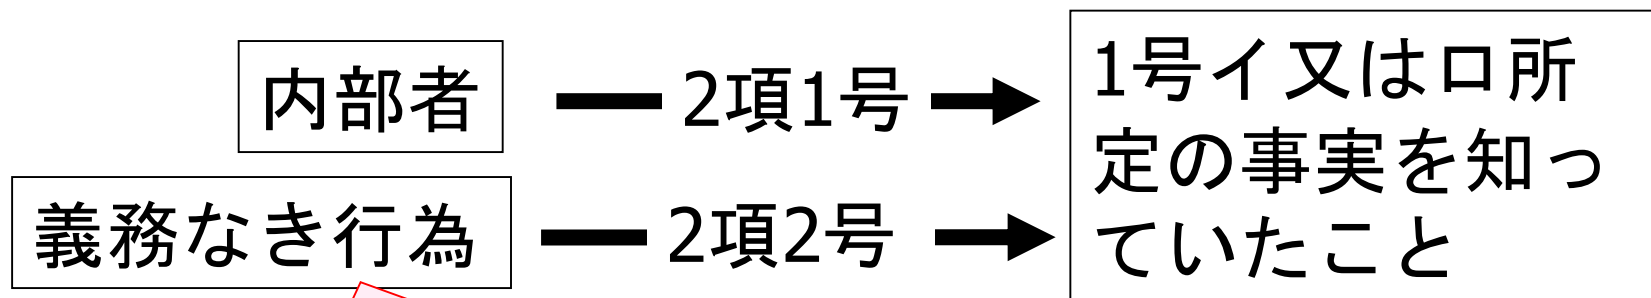 内部者
2項1号
義務なき行為
2項2号
1号イ又はロ所
定の事実を知っ
ていたこと